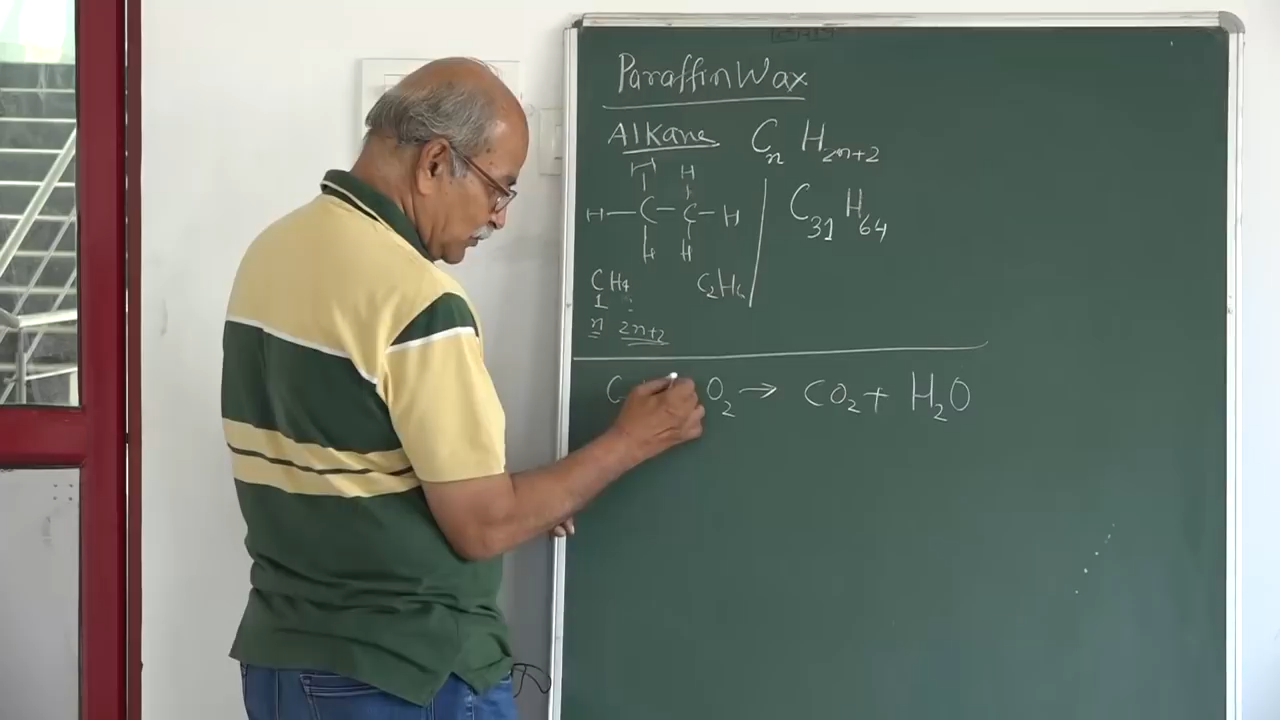 Paraffin Wax
Alkane CnH2n+2
H H
H—C—C—H
H H
C31H64
CH4 C2H6
1
n 2n+2
C O2 → CO2 + H2O